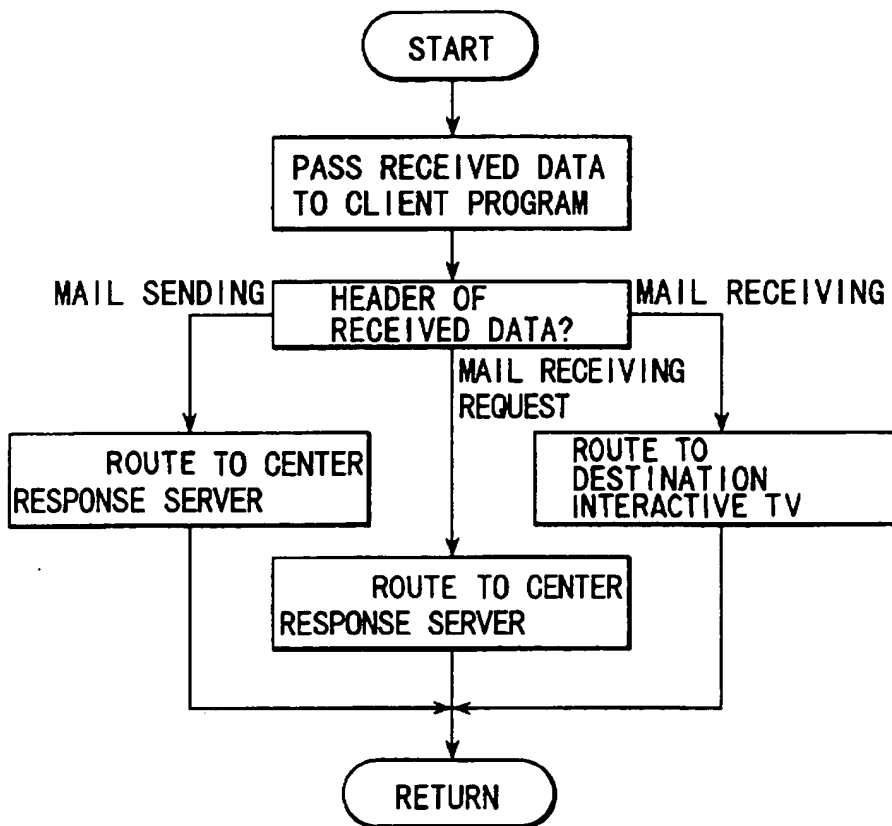 START
PASS RECEIVED DATA
TO CLIENT PROGRAM
MAIL SENDING
HEADER OF
RECEIVED DATA?
MAIL RECEIVING
MAIL RECEIVING
REQUEST
ROUTE TO CENTER
RESPONSE SERVER
ROUTE TO
DESTINATION
INTERACTIVE TV
ROUTE TO CENTER
RESPONSE SERVER
RETURN